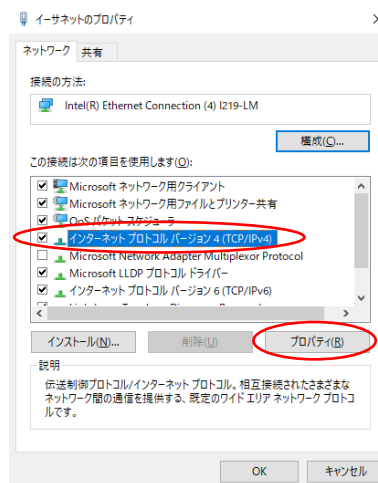 イーサネットのプロパティ
ネットワーク 共有
接続の方法:
Intel(R) Ethernet Connection (4) I219-LM
構成(C)...
この接続は次の項目を使用します(O):
Microsoft ネットワーク用クライアント
Microsoft ネットワーク用ファイルとプリンター共有
QoS パケット スケジューラ
インターネット プロトコル バージョン 4 (TCP/IPv4)
Microsoft Network Adapter Multiplexor Protocol
Microsoft LLDP プロトコル ドライバー
インターネット プロトコル バージョン 6 (TCP/IPv6)
インストール(N)... 削除(U) プロパティ(R)
説明
伝送制御プロトコル/インターネット プロトコル。相互接続されたさまざまな
ネットワーク間の通信を提供する、既定のワイド エリア ネットワーク プロトコ
ルです。
OK キャンセル